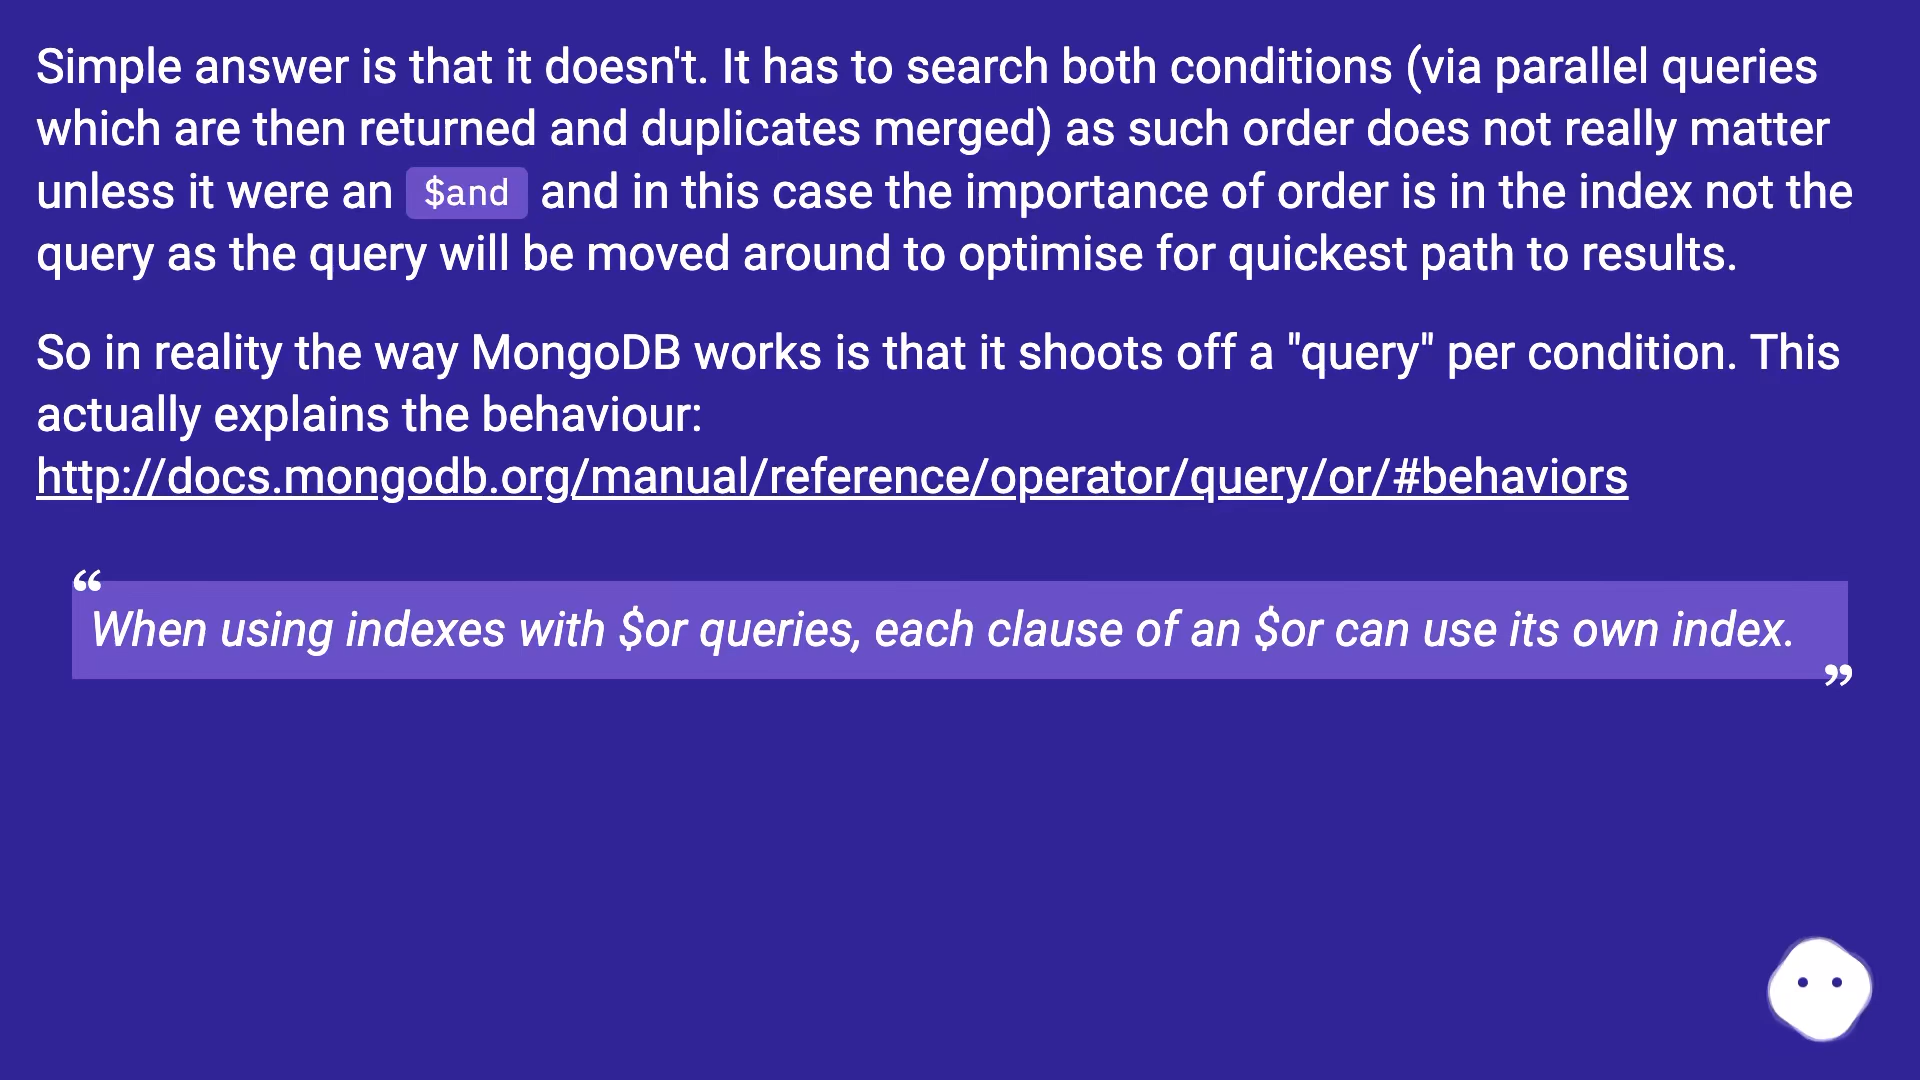 Simple answer is that it doesn't. It has to search both conditions (via parallel queries
which are then returned and duplicates merged) as such order does not really matter
unless it were an $and and in this case the importance of order is in the index not the
query as the query will be moved around to optimise for quickest path to results.
So in reality the way MongoDB works is that it shoots off a "query" per condition. This
actually explains the behaviour:
http://docs.mongodb.org/manual/reference/operator/query/or/#behaviors
“When using indexes with $or queries, each clause of an $or can use its own index.”